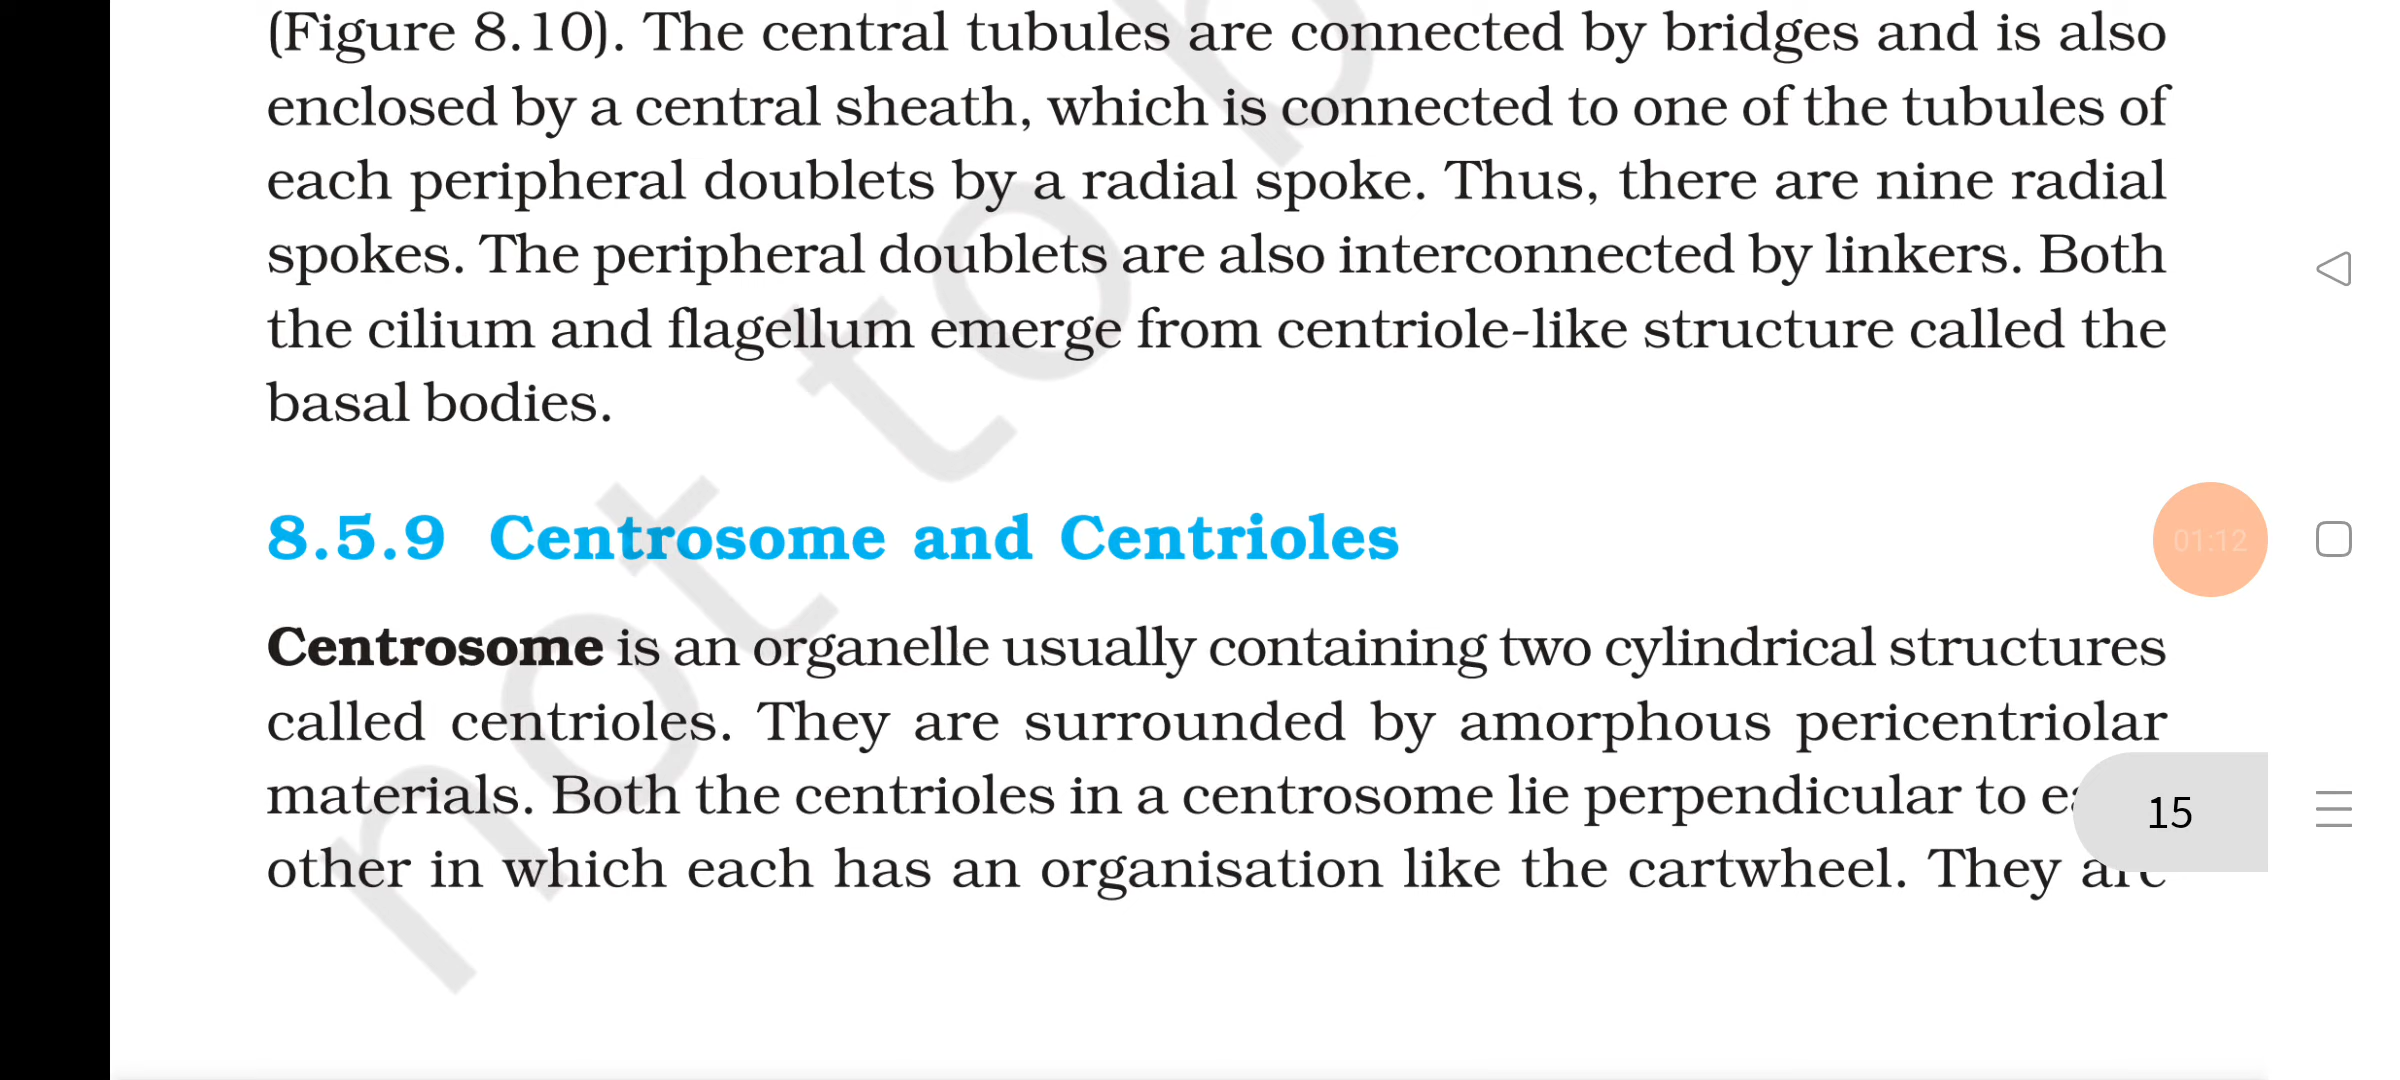 (Figure 8.10). The central tubules are connected by bridges and is also
enclosed by a central sheath, which is connected to one of the tubules of
each peripheral doublets by a radial spoke. Thus, there are nine radial
spokes. The peripheral doublets are also interconnected by linkers. Both
the cilium and flagellum emerge from centriole-like structure called the
basal bodies.
8.5.9 Centrosome and Centrioles
01:12
Centrosome is an organelle usually containing two cylindrical structures
called centrioles. They are surrounded by amorphous pericentriolar
materials. Both the centrioles in a centrosome lie perpendicular to
15
other in which each has an organisation like the cartwheel. They are
not to b